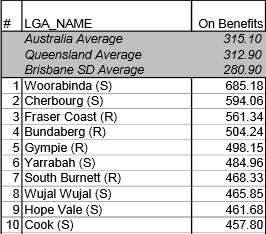 # LGA_NAME On Benefits
Australia Average 315.10
Queensland Average 312.90
Brisbane SD Average 280.90
1 Woorabinda (S) 685.18
2 Cherbourg (S) 594.06
3 Fraser Coast (R) 561.34
4 Bundaberg (R) 504.24
5 Gympie (R) 498.15
6 Yarrabah (S) 484.96
7 South Burnett (R) 468.33
8 Wujal Wujal (S) 465.85
9 Hope Vale (S) 461.68
10 Cook (S) 457.80